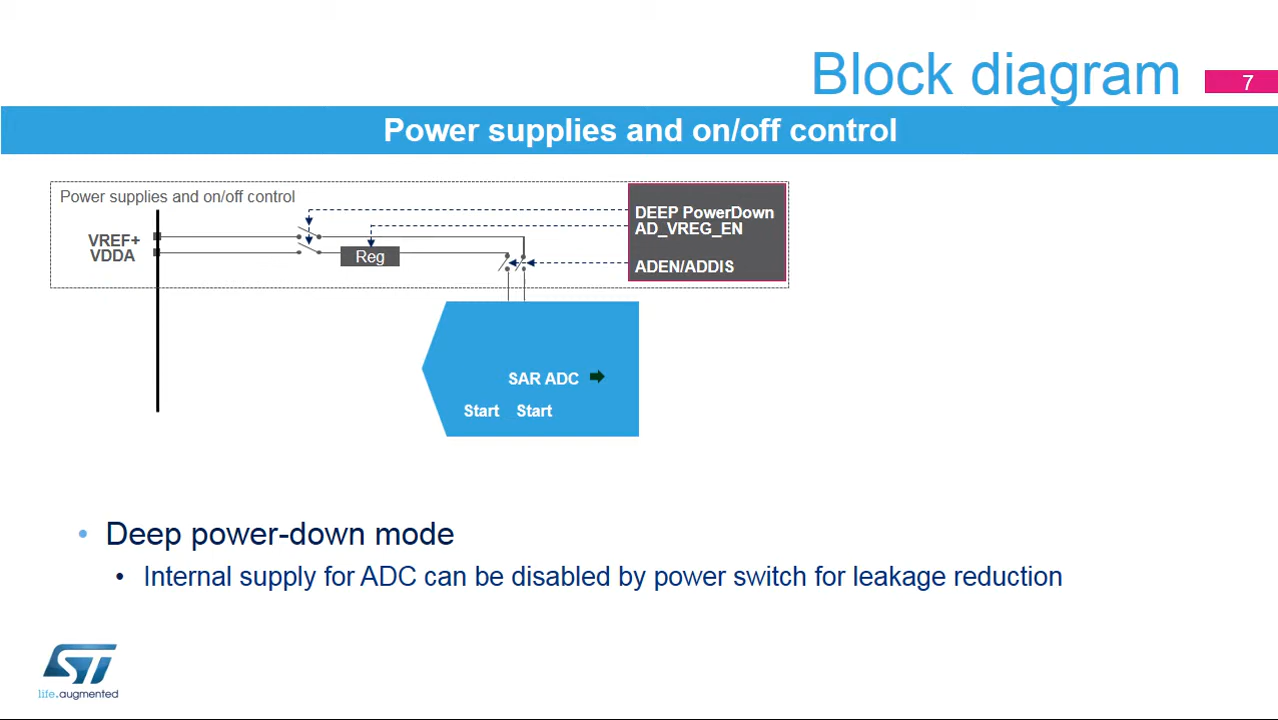 Block diagram
7
Power supplies and on/off control
Power supplies and on/off control
VREF+
VDDA
Reg
DEEP PowerDown
AD_VREG_EN
ADEN/ADDIS
SAR ADC
Start Start
• Deep power-down mode
• Internal supply for ADC can be disabled by power switch for leakage reduction
ST
life.augmented